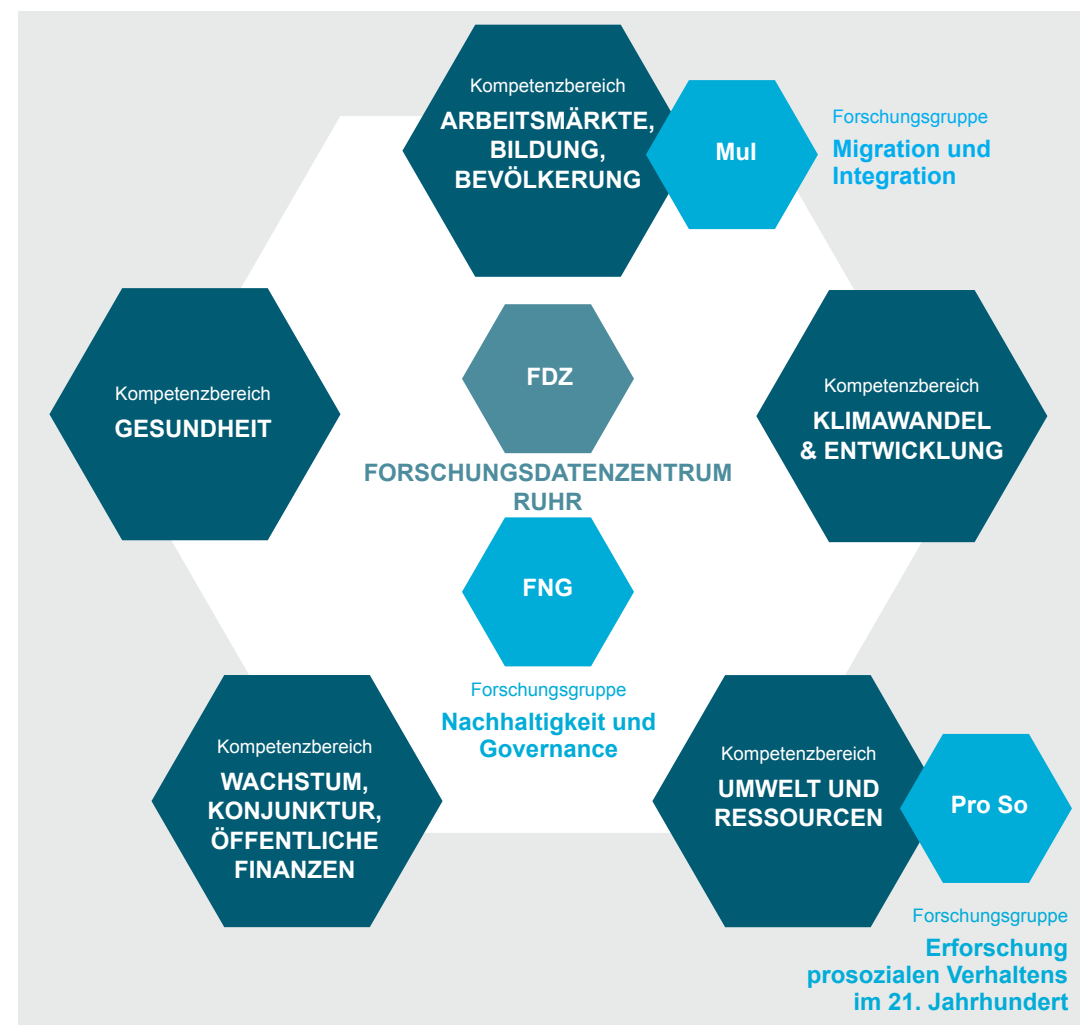 Kompetenzbereich
ARBEITSMÄRKTE,
BILDUNG,
BEVÖLKERUNG
MuI
Forschungsgruppe
Migration und
Integration
Kompetenzbereich
GESUNDHEIT
FDZ
FORSCHUNGSDATENZENTRUM
RUHR
Kompetenzbereich
KLIMAWANDEL
& ENTWICKLUNG
FNG
Forschungsgruppe
Nachhaltigkeit und
Governance
Kompetenzbereich
WACHSTUM,
KONJUNKTUR,
ÖFFENTLICHE
FINANZEN
Kompetenzbereich
UMWELT UND
RESSOURCEN
Pro So
Forschungsgruppe
Erforschung
prosozialen Verhaltens
im 21. Jahrhundert